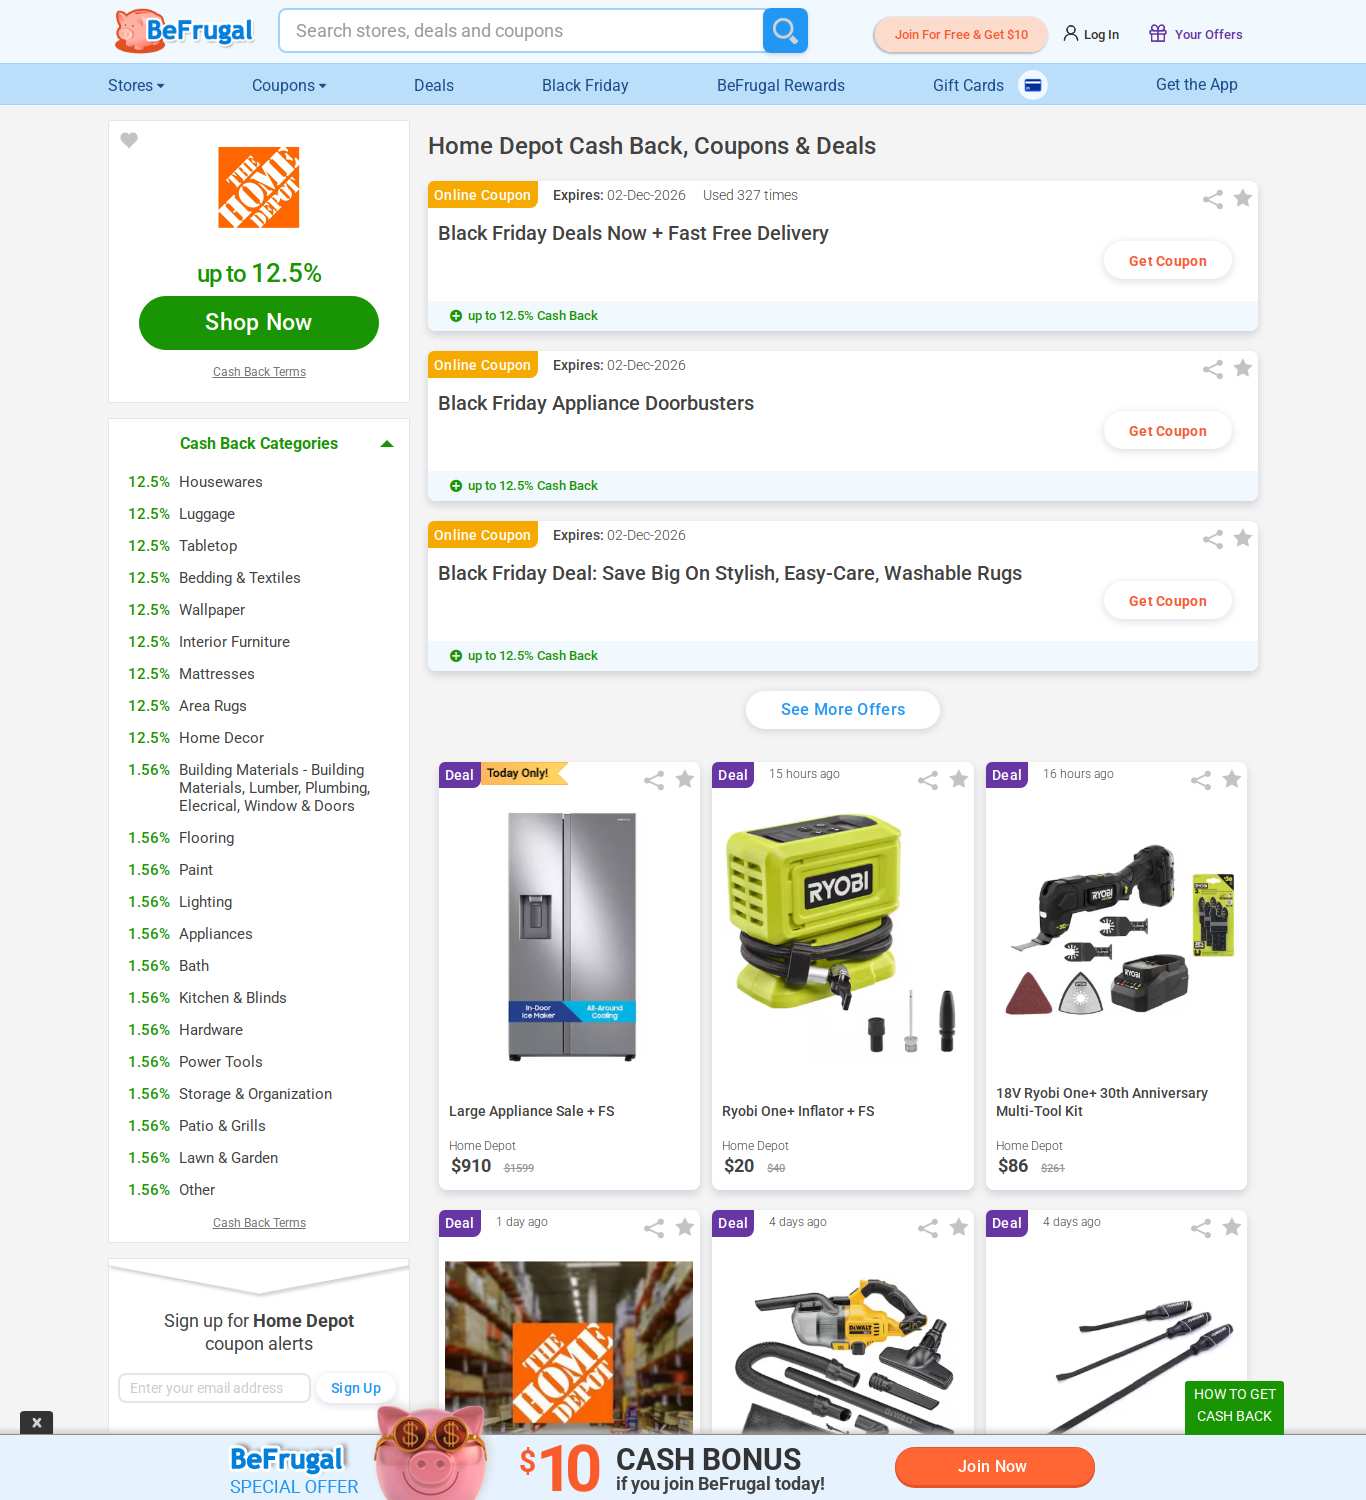 BeFrugal
Search stores, deals and coupons
Join For Free & Get $10
Log In
Your Offers
Stores
Coupons
Deals
Black Friday
BeFrugal Rewards
Gift Cards
Get the App
THE
HOME
DEPOT
up to 12.5%
Shop Now
Cash Back Terms
Cash Back Categories
12.5% Housewares
12.5% Luggage
12.5% Tabletop
12.5% Bedding & Textiles
12.5% Wallpaper
12.5% Interior Furniture
12.5% Mattresses
12.5% Area Rugs
12.5% Home Decor
1.56% Building Materials - Building
Materials, Lumber, Plumbing,
Elecrical, Window & Doors
1.56% Flooring
1.56% Paint
1.56% Lighting
1.56% Appliances
1.56% Bath
1.56% Kitchen & Blinds
1.56% Hardware
1.56% Power Tools
1.56% Storage & Organization
1.56% Patio & Grills
1.56% Lawn & Garden
1.56% Other
Cash Back Terms
Sign up for Home Depot
coupon alerts
Enter your email address
Sign Up
Home Depot Cash Back, Coupons & Deals
Online Coupon Expires: 02-Dec-2026 Used 327 times
Black Friday Deals Now + Fast Free Delivery
Get Coupon
up to 12.5% Cash Back
Online Coupon Expires: 02-Dec-2026
Black Friday Appliance Doorbusters
Get Coupon
up to 12.5% Cash Back
Online Coupon Expires: 02-Dec-2026
Black Friday Deal: Save Big On Stylish, Easy-Care, Washable Rugs
Get Coupon
up to 12.5% Cash Back
See More Offers
Deal Today Only!
In-Door
Ice Maker
All-Around
Cooling
Large Appliance Sale + FS
Home Depot
$910 $1599
Deal 15 hours ago
RYOBI
Ryobi One+ Inflator + FS
Home Depot
$20 $40
Deal 16 hours ago
RYOBI
RYOBI
18V Ryobi One+ 30th Anniversary
Multi-Tool Kit
Home Depot
$86 $261
Deal 1 day ago
THE
HOME
DEPOT
Deal 4 days ago
DEWALT
DEWALT
Deal 4 days ago
HOW TO GET
CASH BACK
x
BeFrugal
SPECIAL OFFER
$ $
$10
CASH BONUS
if you join BeFrugal today!
Join Now